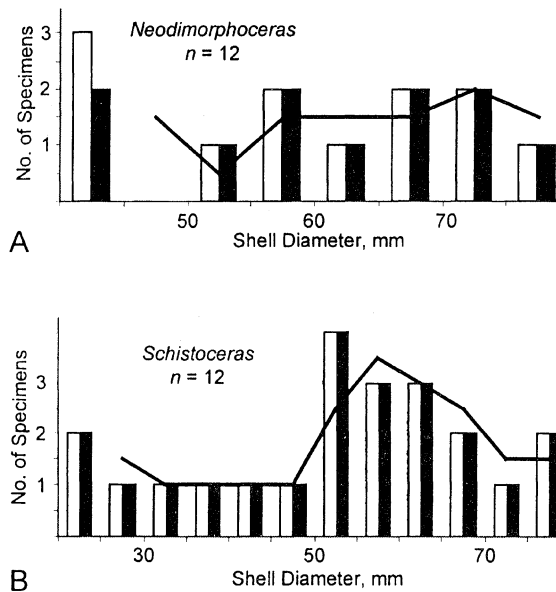 3
2
1
No. of Specimens
Neodimorphoceras
n = 12
50
60
70
Shell Diameter, mm
A
3
2
1
No. of Specimens
Schistoceras
n = 12
30
50
70
Shell Diameter, mm
B